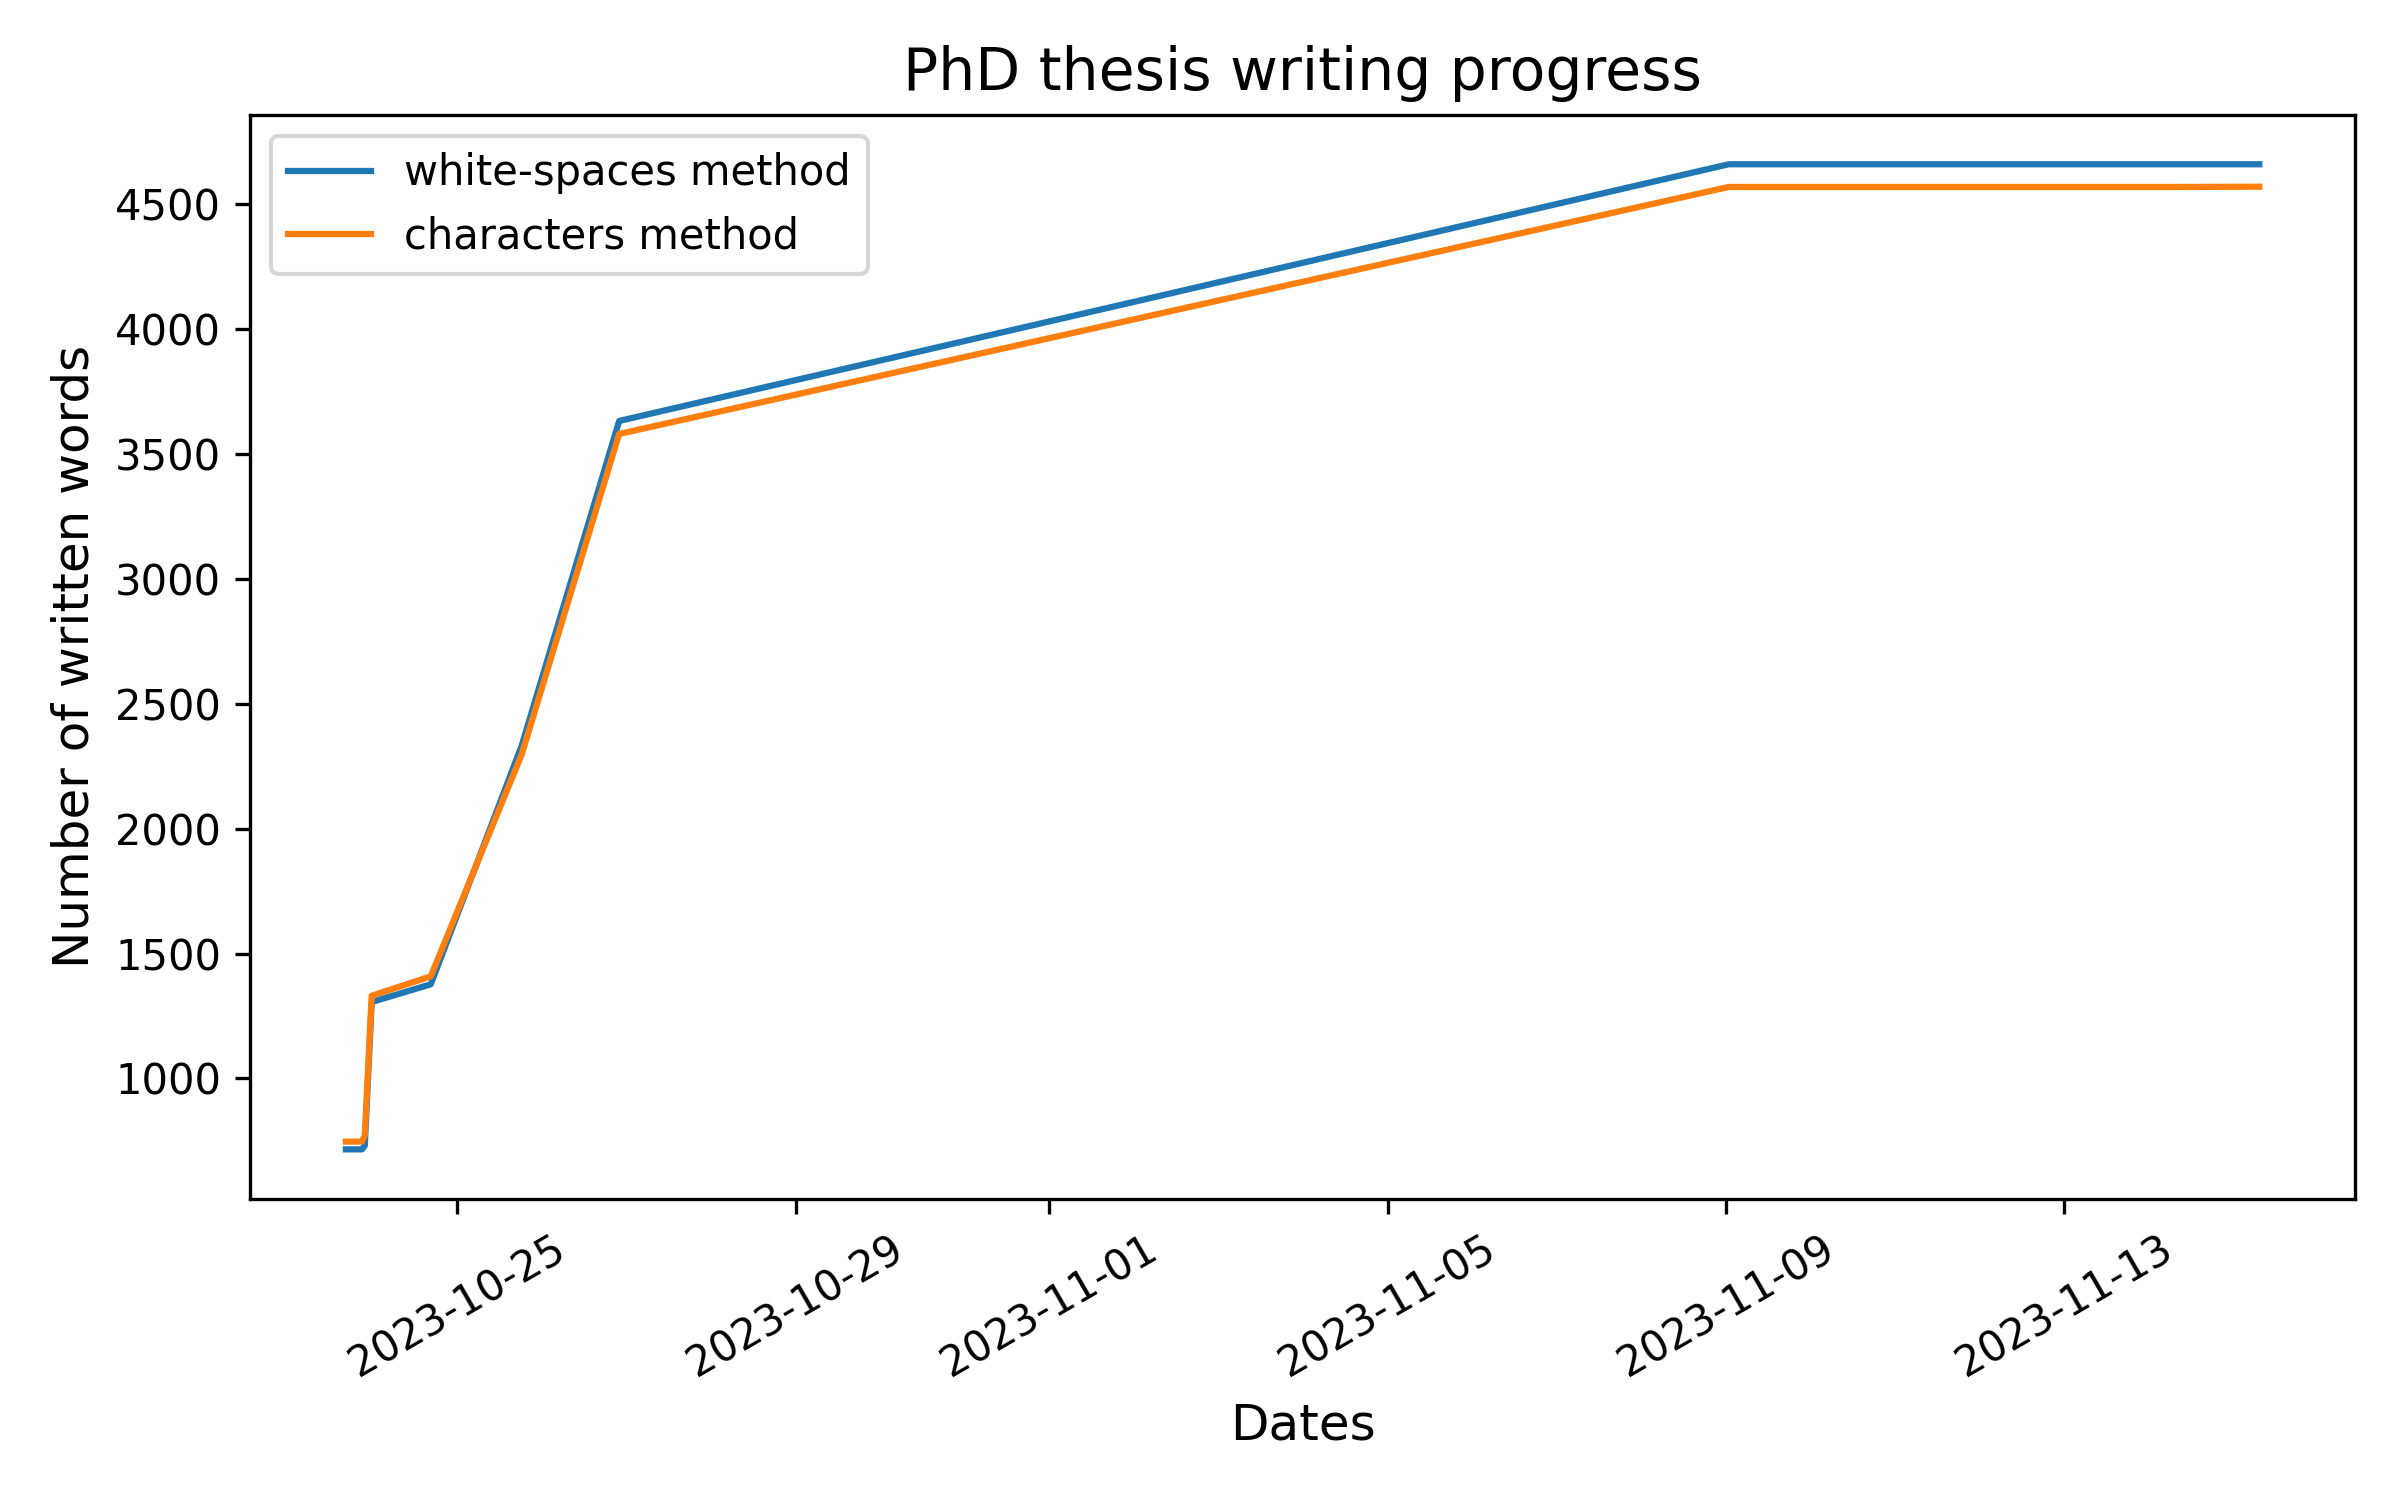 PhD thesis writing progress
white-spaces method
characters method
4500
4000
3500
3000
2500
2000
1500
1000
Number of written words
2023-10-25
2023-10-29
2023-11-01
2023-11-05
2023-11-09
2023-11-13
Dates